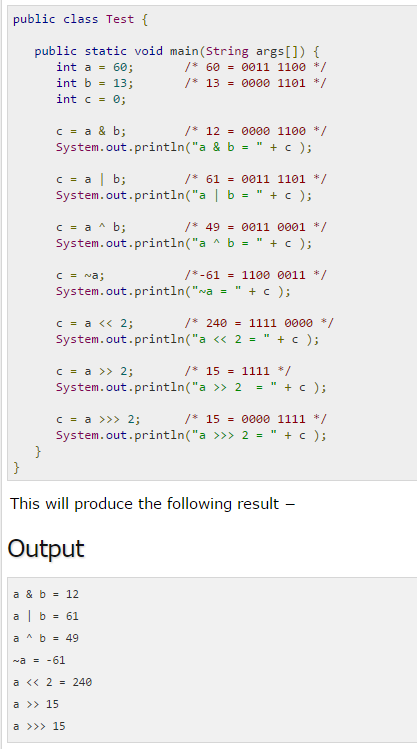 public class Test {
public static void main(String args[]) {
int a = 60; /* 60 = 0011 1100 */
int b = 13; /* 13 = 0000 1101 */
int c = 0;
c = a & b; /* 12 = 0000 1100 */
System.out.println("a & b = " + c );
c = a | b; /* 61 = 0011 1101 */
System.out.println("a | b = " + c );
c = a ^ b; /* 49 = 0011 0001 */
System.out.println("a ^ b = " + c );
c = ~a; /*-61 = 1100 0011 */
System.out.println("~a = " + c );
c = a << 2; /* 240 = 1111 0000 */
System.out.println("a << 2 = " + c );
c = a >> 2; /* 15 = 1111 */
System.out.println("a >> 2  = " + c );
c = a >>> 2; /* 15 = 0000 1111 */
System.out.println("a >>> 2 = " + c );
}
}
This will produce the following result −
Output
a & b = 12
a | b = 61
a ^ b = 49
~a = -61
a << 2 = 240
a >> 15
a >>> 15